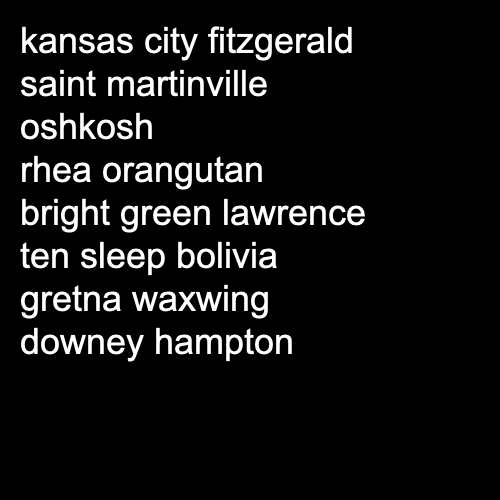 kansas city fitzgerald
saint martinville
oshkosh
rhea orangutan
bright green lawrence
ten sleep bolivia
gretna waxwing
downey hampton